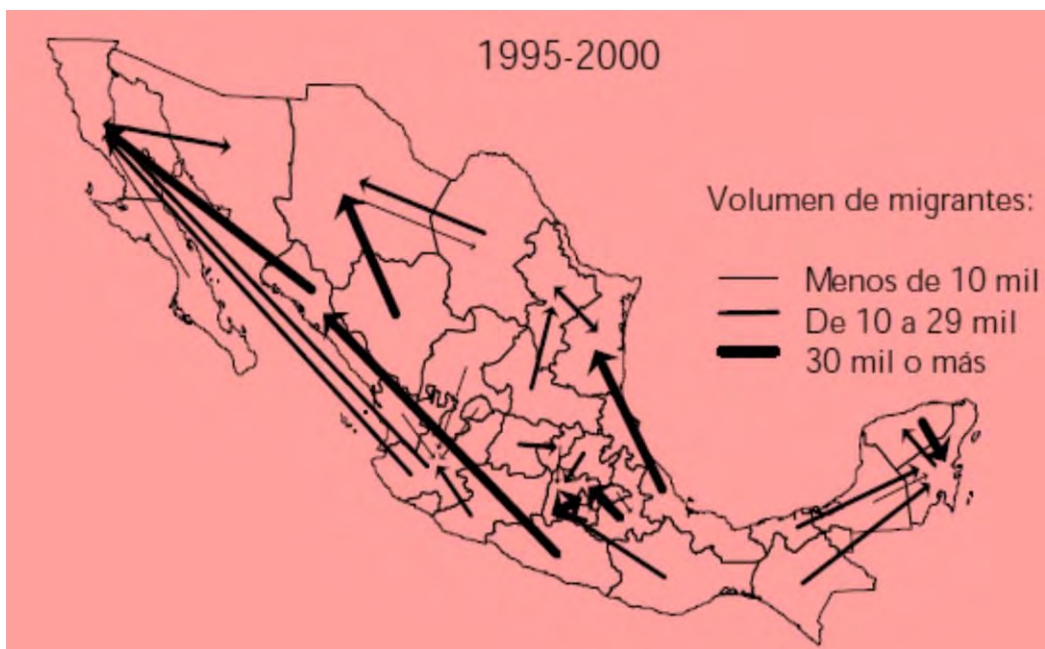 1995-2000
Volumen de migrantes:
Menos de 10 mil
De 10 a 29 mil
30 mil o más